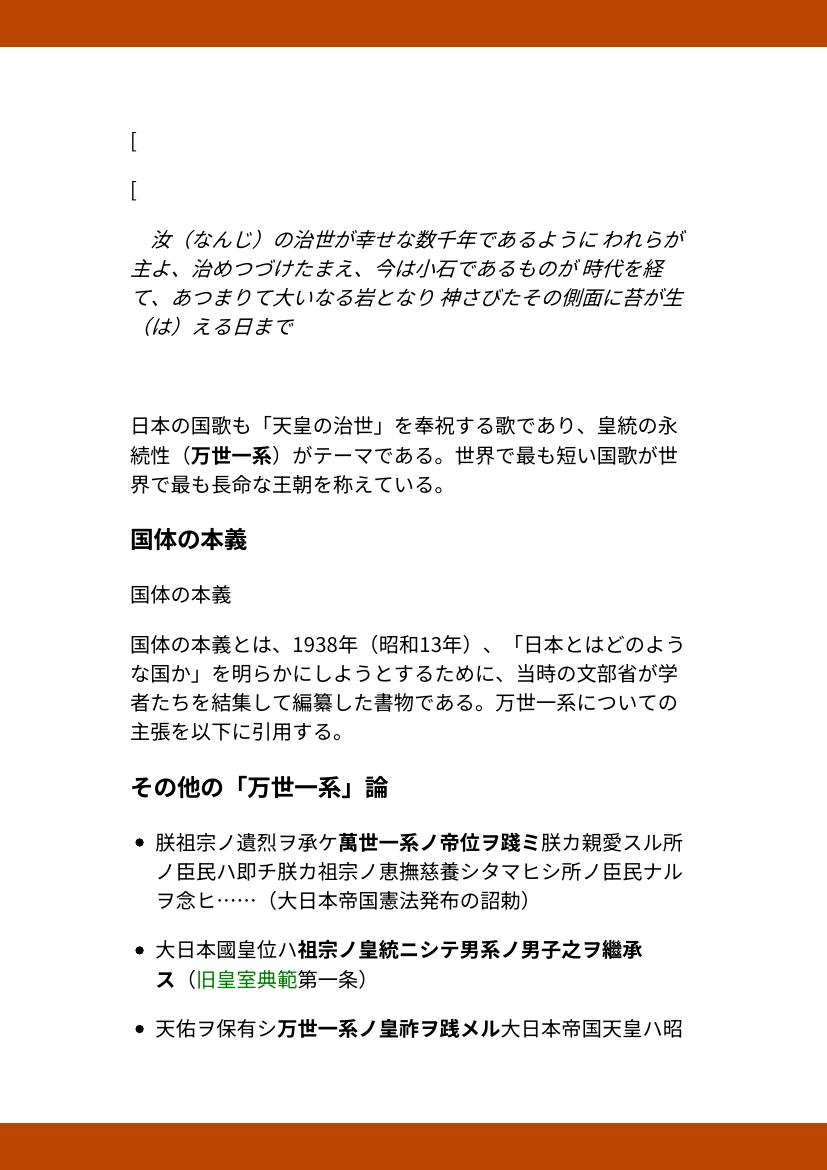 [
[
汝（なんじ）の治世が幸せな数千年であるように われらが
主よ、治めつづけたまえ、今は小石であるものが 時代を経
て、あつまりて大いなる岩となり 神さびたその側面に苔が生
（は）える日まで
日本の国歌も「天皇の治世」を奉祝する歌であり、皇統の永
続性（万世一系）がテーマである。世界で最も短い国歌が世
界で最も長命な王朝を称えている。
国体の本義
国体の本義
国体の本義とは、1938年（昭和13年）、「日本とはどのよう
な国か」を明らかにしようとするために、当時の文部省が学
者たちを結集して編纂した書物である。万世一系についての
主張を以下に引用する。
その他の「万世一系」論
• 朕祖宗ノ遺烈ヲ承ケ萬世一系ノ帝位ヲ踐ミ朕カ親愛スル所
ノ臣民ハ即チ朕カ祖宗ノ恵撫慈養シタマヒシ所ノ臣民ナル
ヲ念ヒ……（大日本帝国憲法発布の詔勅）
• 大日本國皇位ハ祖宗ノ皇統ニシテ男系ノ男子之ヲ繼承
ス（旧皇室典範第一条）
• 天佑ヲ保有シ万世一系ノ皇祚ヲ践メル大日本帝国天皇ハ昭